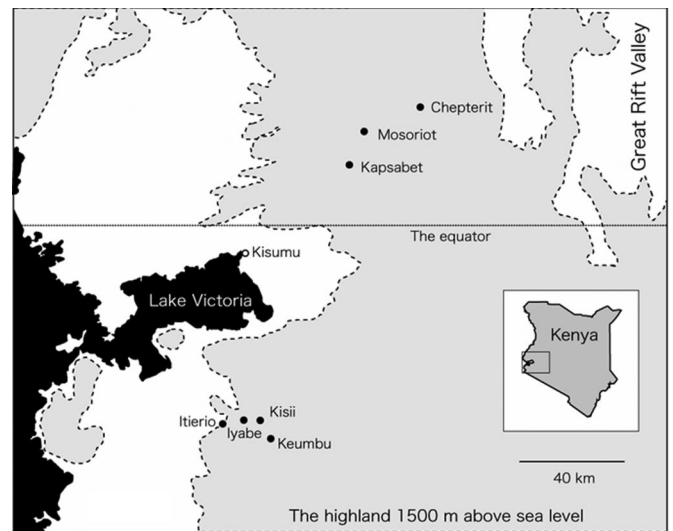 Great Rift Valley
Chepterit
Mosoriot
Kapsabet
The equator
Kisumu
Lake Victoria
Kenya
Itierio
Iyabe
Kisii
Keumbu
40 km
The highland 1500 m above sea level